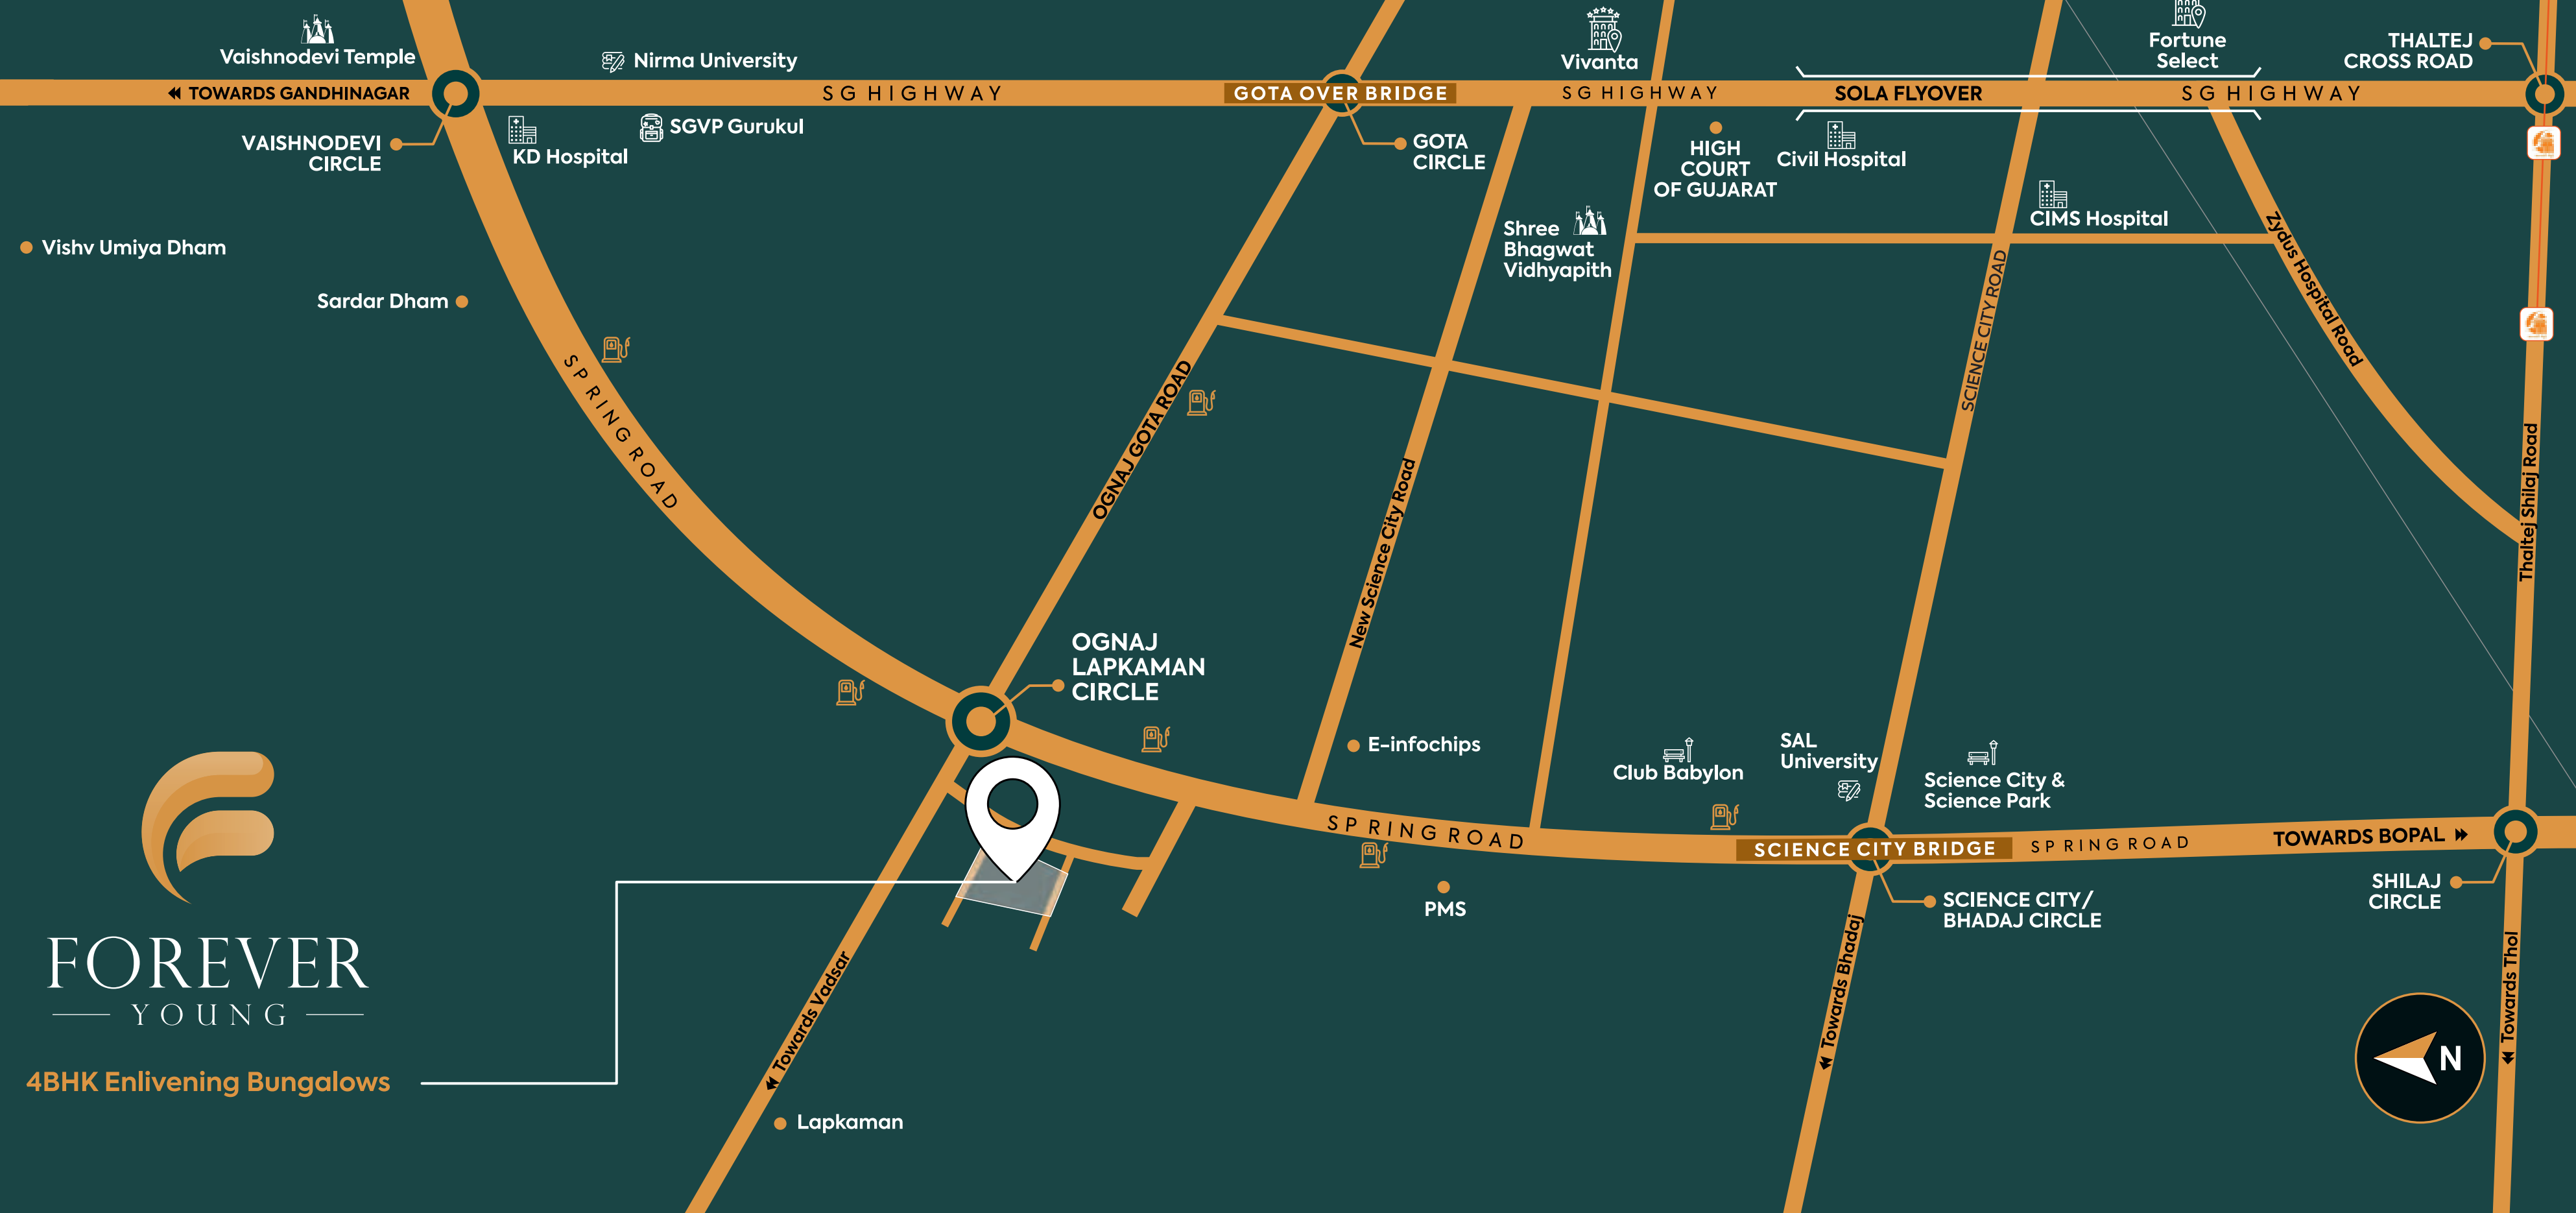 Vaishnodevi Temple
Nirma University
Vivanta
Fortune
Select
THALTEJ
CROSS ROAD
TOWARDS GANDHINAGAR
SG HIGHWAY
GOTA OVER BRIDGE
SG HIGHWAY
SOLA FLYOVER
SG HIGHWAY
VAISHNODEVI
CIRCLE
KD Hospital
SGVP Gurukul
GOTA
CIRCLE
HIGH
COURT
OF GUJARAT
Civil Hospital
CIMS Hospital
Shree
Bhagwat
Vidhyapith
Vishv Umiya Dham
Sardar Dham
Zydus Hospital Road
SCIENCE CITY ROAD
S P RING ROAD
OGNAJ GOTA ROAD
New Science City Road
Thaltej Shilaj Road
OGNAJ
LAPKAMAN
CIRCLE
E-infochips
Club Babylon
SAL
University
Science City &
Science Park
S P RING ROAD
SCIENCE CITY BRIDGE
S P RING ROAD
TOWARDS BOPAL
PMS
SCIENCE CITY/
BHADAJ CIRCLE
SHILAJ
CIRCLE
Towards Vadsar
Towards Bhadaj
Towards Thol
Lapkaman
FOREVER
YOUNG
4BHK Enlivening Bungalows
N